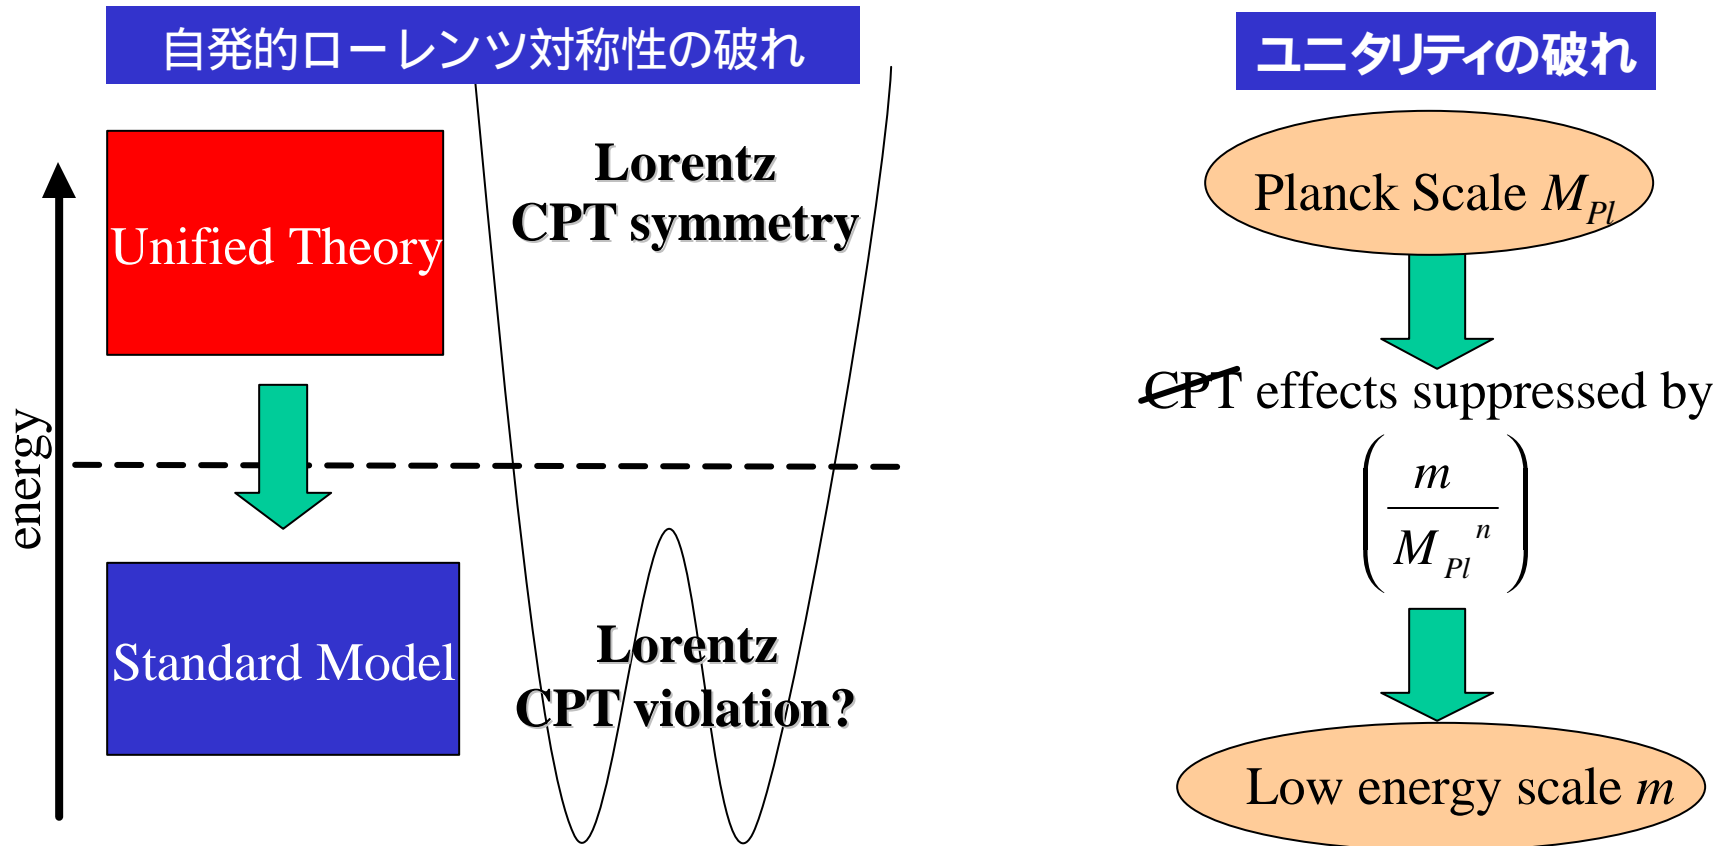 自発的ローレンツ対称性の破れ
energy
Unified Theory
Standard Model
Lorentz
CPT symmetry
Lorentz
CPT violation?
ユニタリティの破れ
Planck Scale M_Pl
CPT effects suppressed by
(m / M_Pl^n)
Low energy scale m